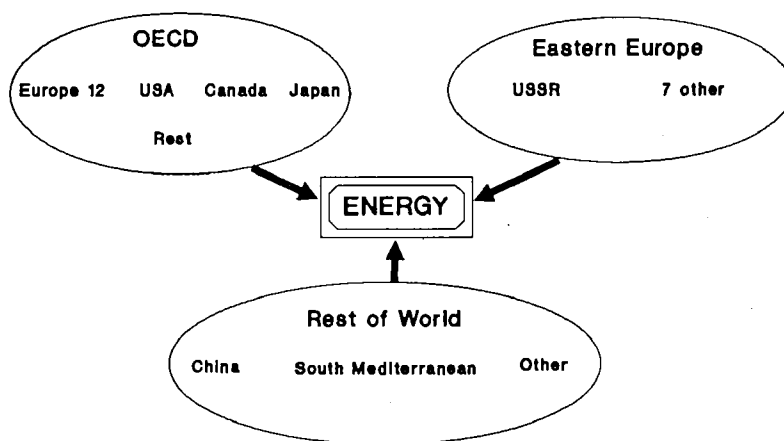 OECD
Europe 12 USA Canada Japan
Rest
Eastern Europe
USSR 7 other
ENERGY
Rest of World
China South Mediterranean Other